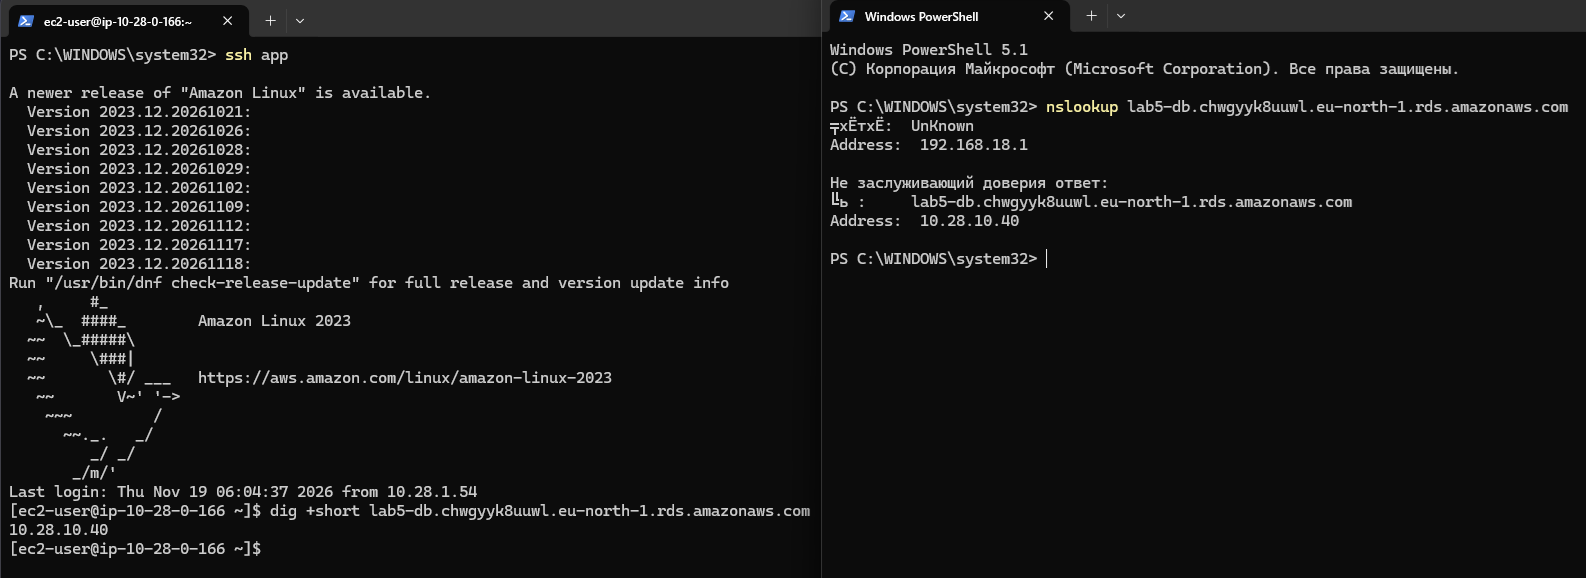 ec2-user@ip-10-28-0-166:~
PS C:\WINDOWS\system32> ssh app
A newer release of "Amazon Linux" is available.
  Version 2023.12.20261021:
  Version 2023.12.20261026:
  Version 2023.12.20261028:
  Version 2023.12.20261029:
  Version 2023.12.20261102:
  Version 2023.12.20261109:
  Version 2023.12.20261112:
  Version 2023.12.20261117:
  Version 2023.12.20261118:
Run "/usr/bin/dnf check-release-update" for full release and version update info
   ,     #_
   ~\_  ####_        Amazon Linux 2023
  ~~  \_#####\
  ~~     \###|
  ~~       \#/ ___   https://aws.amazon.com/linux/amazon-linux-2023
   ~~       V~' '->
    ~~~         /
      ~~._.   _/
         _/ _/
       _/m/'
Last login: Thu Nov 19 06:04:37 2026 from 10.28.1.54
[ec2-user@ip-10-28-0-166 ~]$ dig +short lab5-db.chwgyyk8uuwl.eu-north-1.rds.amazonaws.com
10.28.10.40
[ec2-user@ip-10-28-0-166 ~]$
Windows PowerShell
Windows PowerShell 5.1
(C) Корпорация Майкрософт (Microsoft Corporation). Все права защищены.
PS C:\WINDOWS\system32> nslookup lab5-db.chwgyyk8uuwl.eu-north-1.rds.amazonaws.com
╤хЁтхЁ:  UnKnown
Address:  192.168.18.1
Не заслуживающий доверия ответ:
╚ь :     lab5-db.chwgyyk8uuwl.eu-north-1.rds.amazonaws.com
Address:  10.28.10.40
PS C:\WINDOWS\system32>